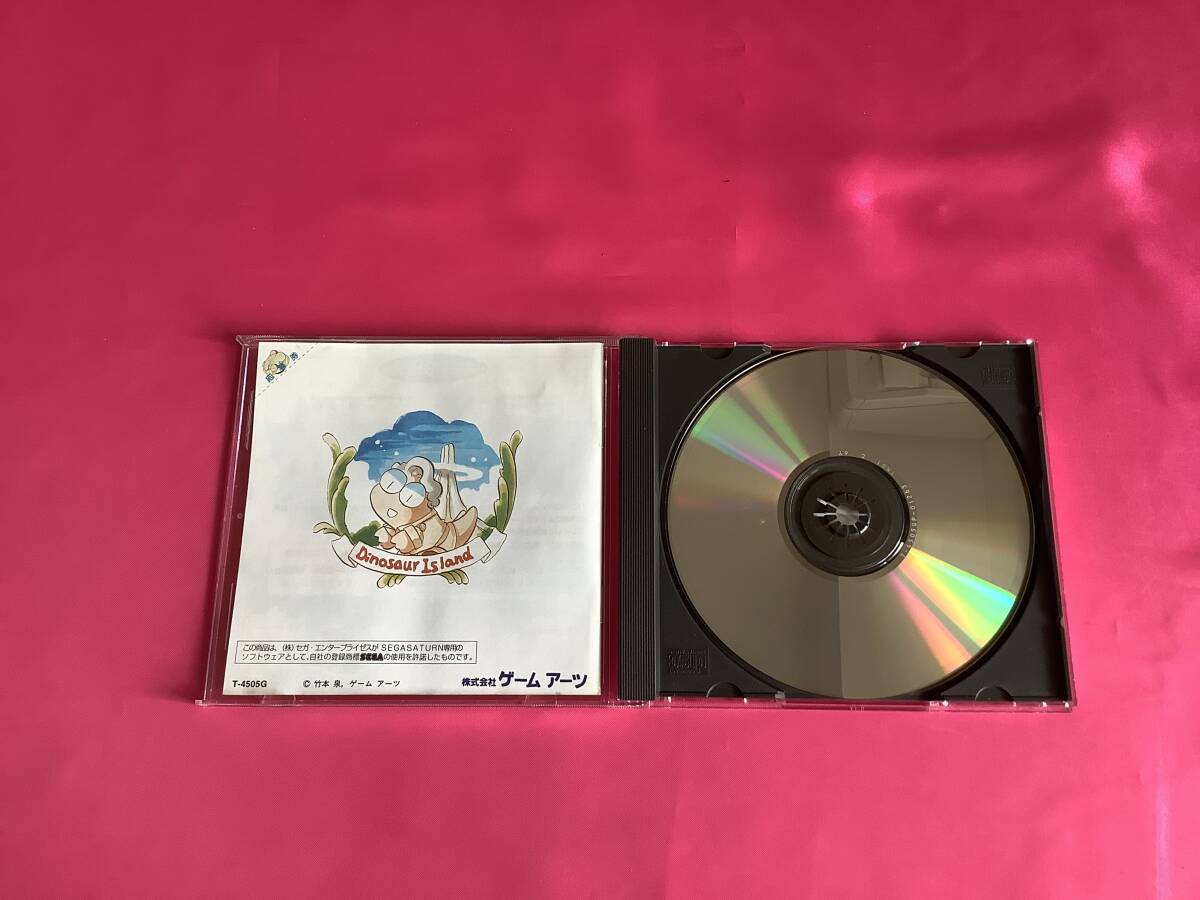 Dinosaur Island
この商品は、(株)セガ・エンタープライゼスがSEGASATURN専用の
ソフトウェアとして、自社の登録商標SEGAの使用を許諾したものです。
T-4505G
© 竹本 泉, ゲーム アーツ
株式会社 ゲーム アーツ